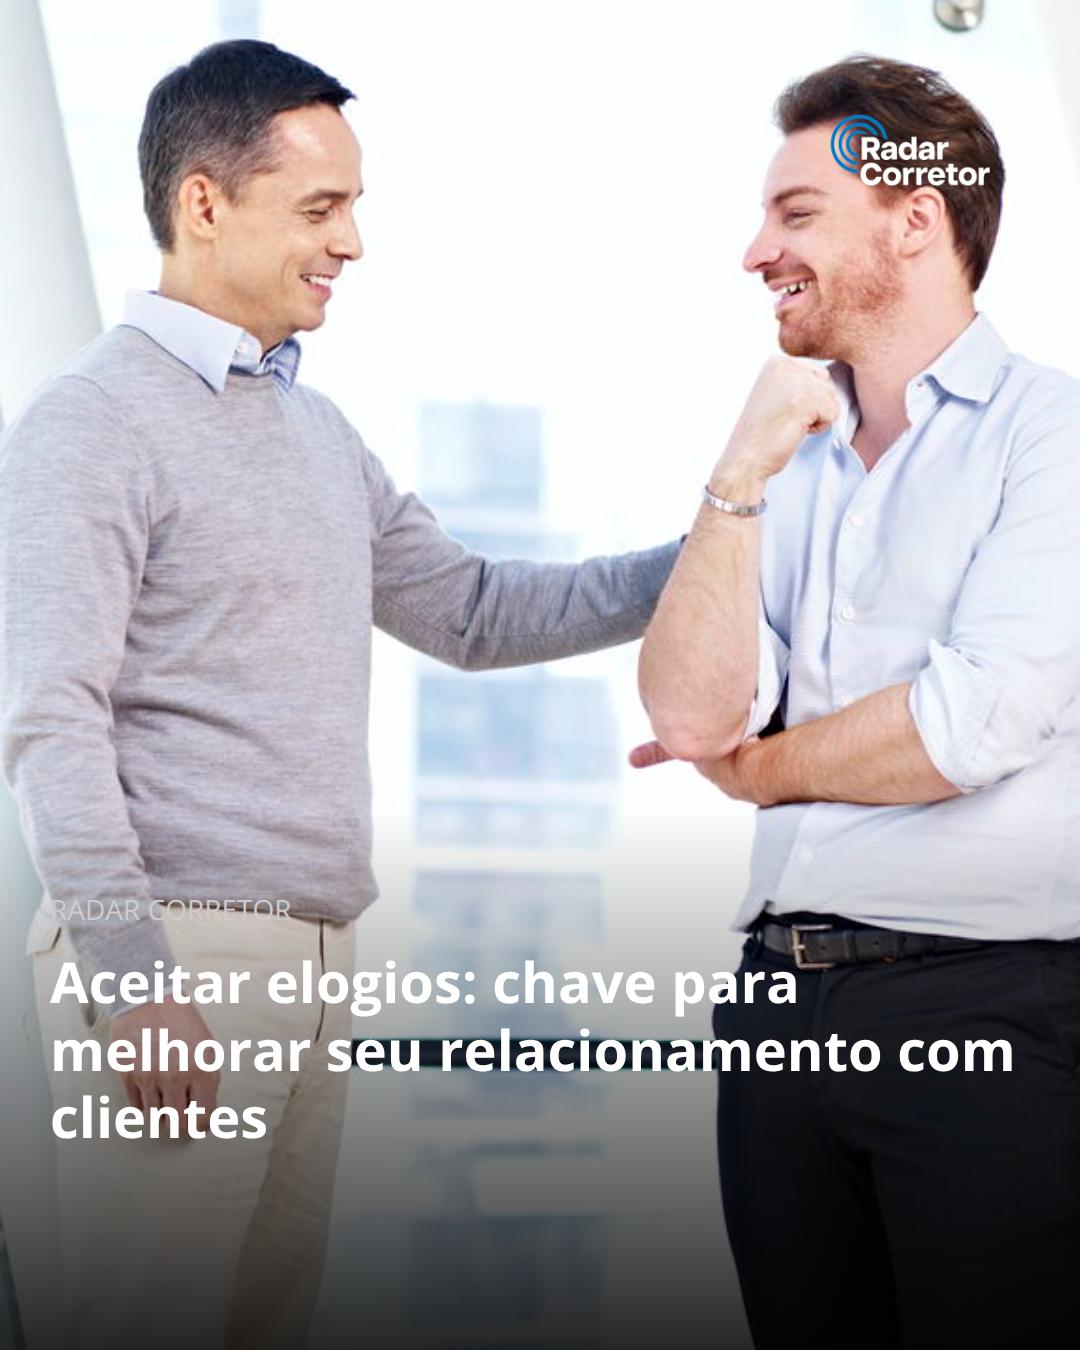 Radar
Corretor
RADAR CORRETOR
Aceitar elogios: chave para
melhorar seu relacionamento com
clientes